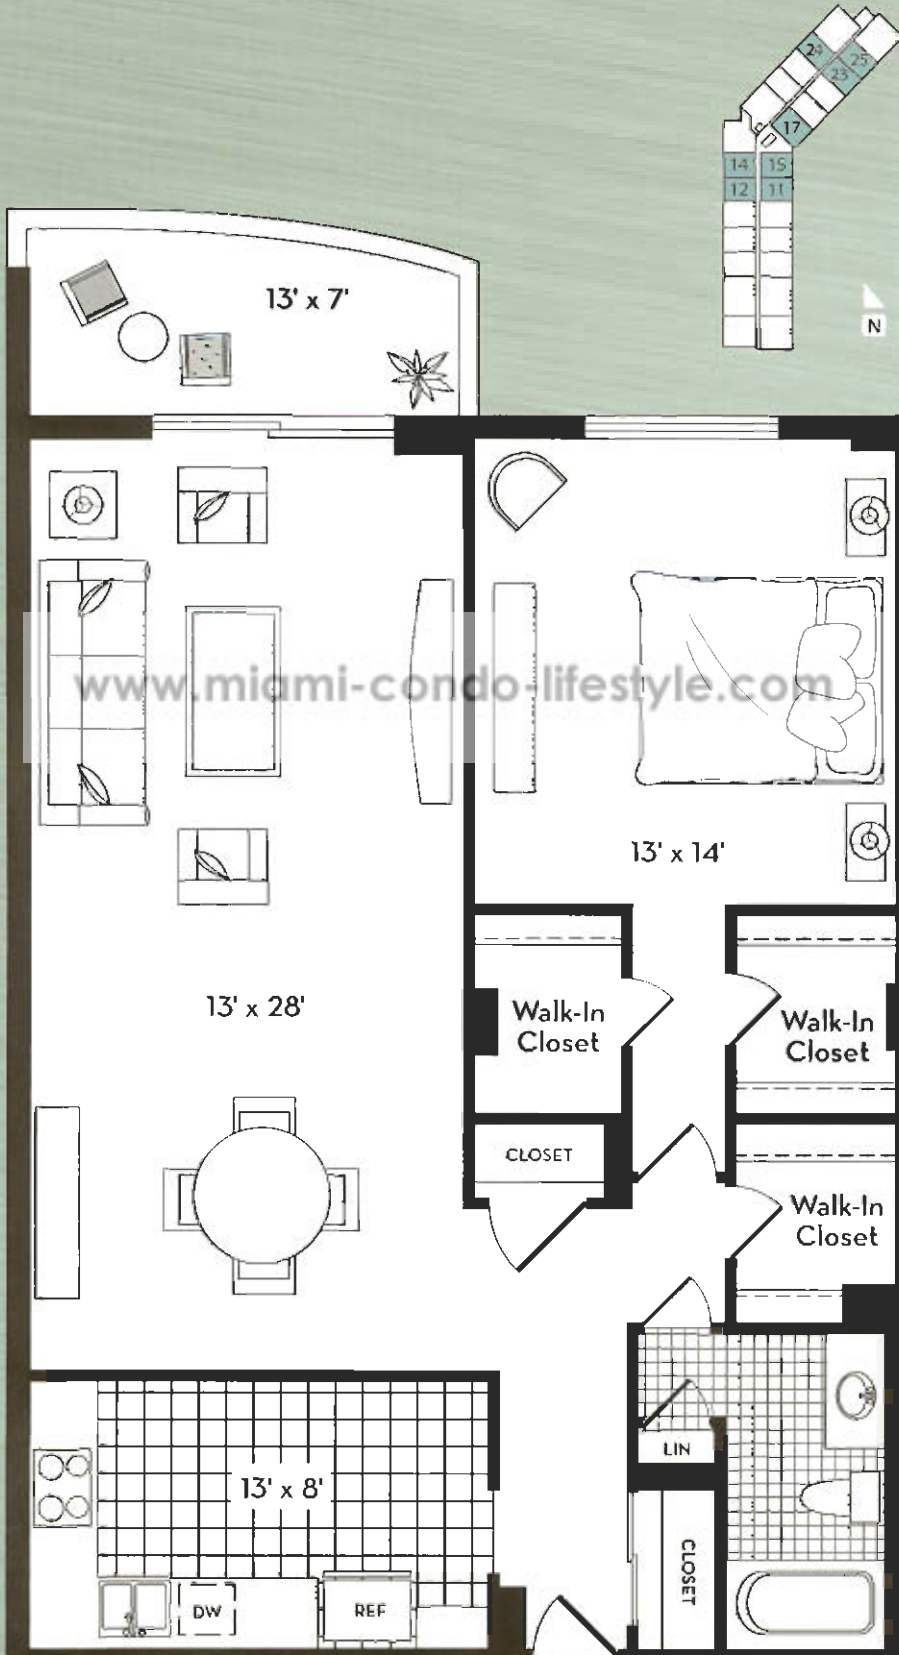 24
25
23
17
14
15
12
11
N
13' x 7'
www.miami-condo-lifestyle.com
13' x 14'
13' x 28'
Walk-In
Closet
Walk-In
Closet
CLOSET
Walk-In
Closet
LIN
13' x 8'
CLOSET
DW
REF